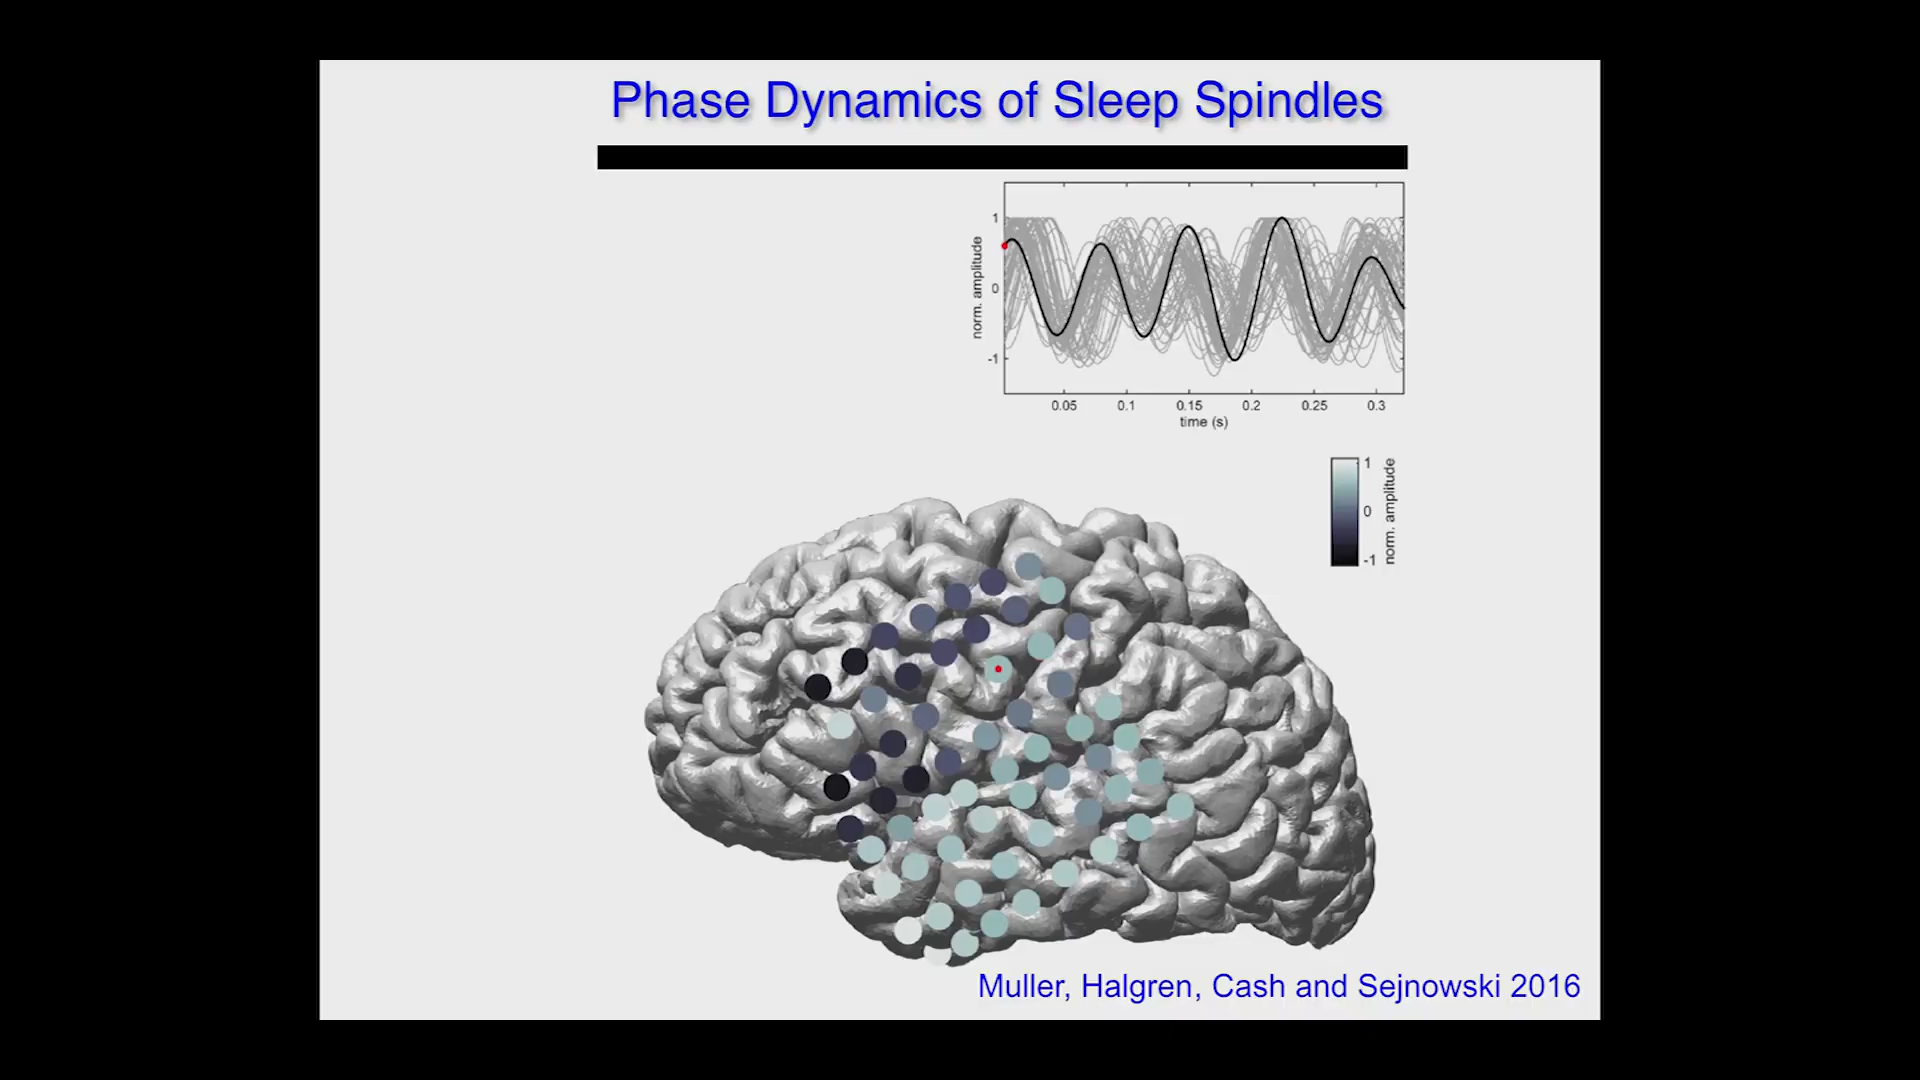 Phase Dynamics of Sleep Spindles
1
0
-1
norm. amplitude
0.05 0.1 0.15 0.2 0.25 0.3
time (s)
1
0
-1
norm. amplitude
Muller, Halgren, Cash and Sejnowski 2016